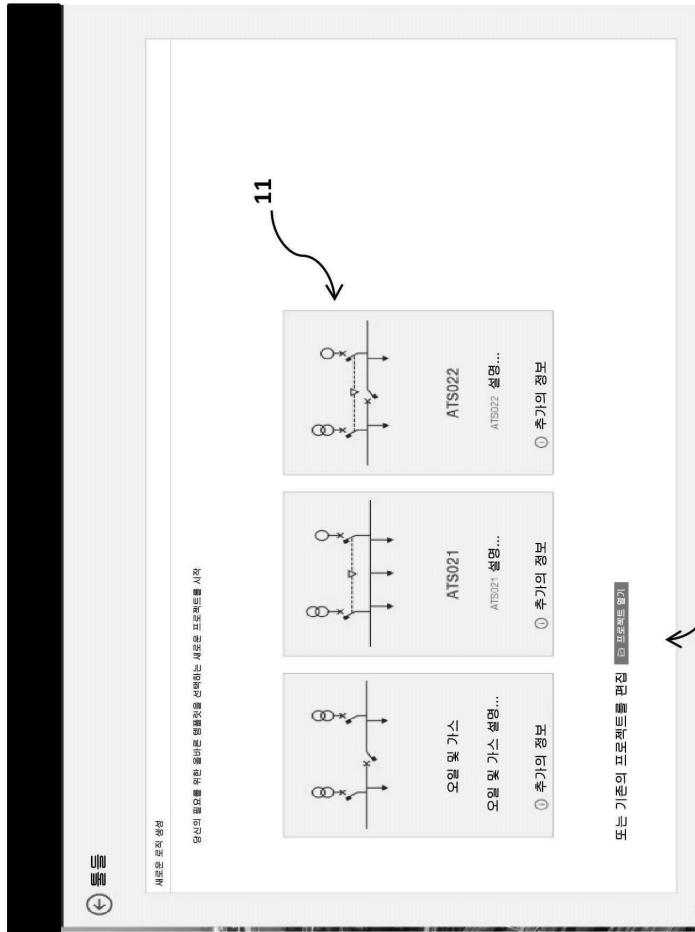 툴들
새로운 로직 생성
당신의 필요를 위한 올바른 템플릿을 선택하는 새로운 프로젝트를 시작
오일 및 가스
오일 및 가스 설명...
추가의 정보
ATS021
ATS021 설명...
추가의 정보
ATS022
ATS022 설명...
추가의 정보
11
또는 기존의 프로젝트를 편집 프로젝트 열기